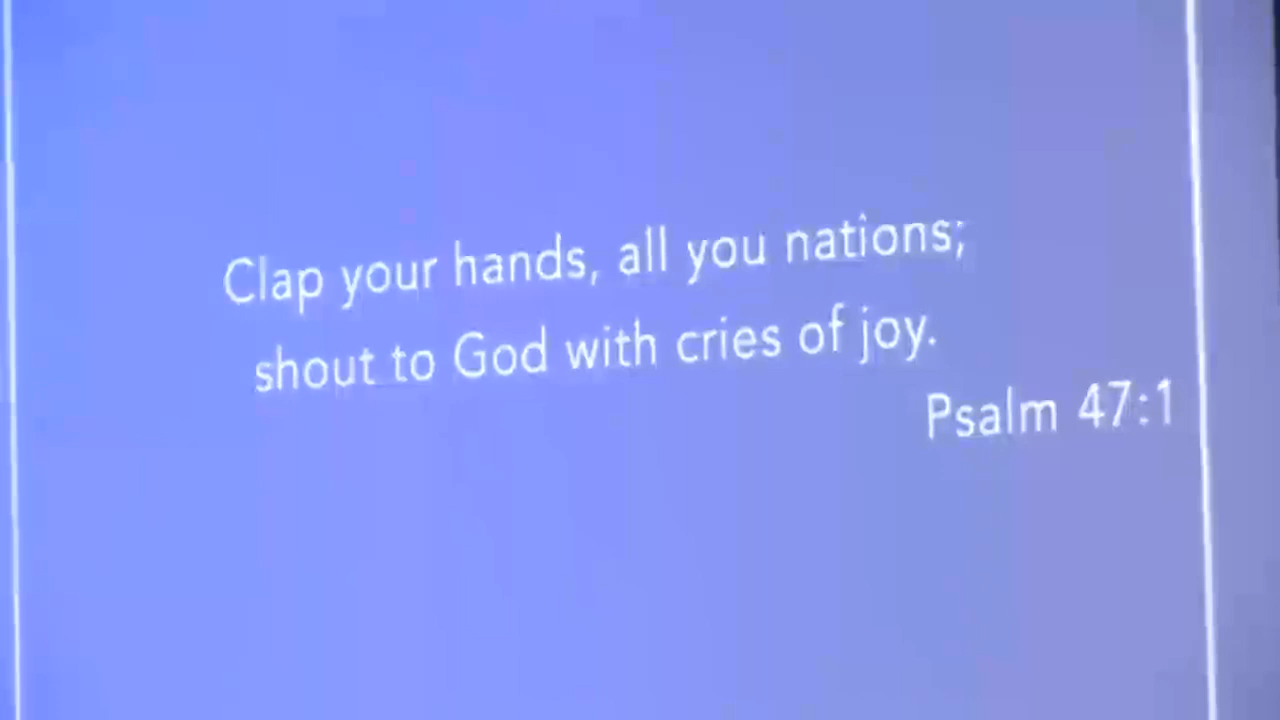 Clap your hands, all you nations;
shout to God with cries of joy.
Psalm 47:1